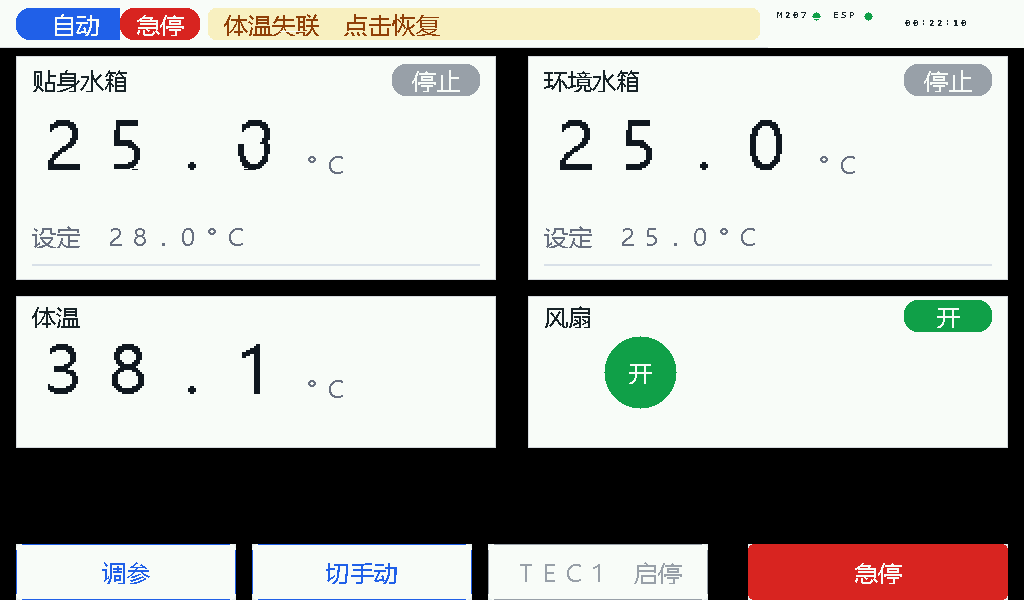 自动 急停 体温失联 点击恢复 M207 ESP 00:22:10
贴身水箱 停止
25.0 °C
设定 28.0°C
环境水箱 停止
25.0 °C
设定 25.0°C
体温
38.1 °C
风扇 开
开
调参 切手动 TEC1 启停 急停